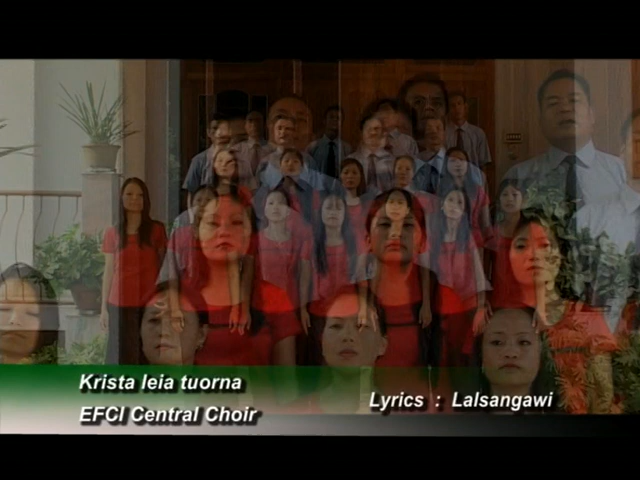 Krista leia tuorna
EFCI Central Choir
Lyrics : Lalsangawi